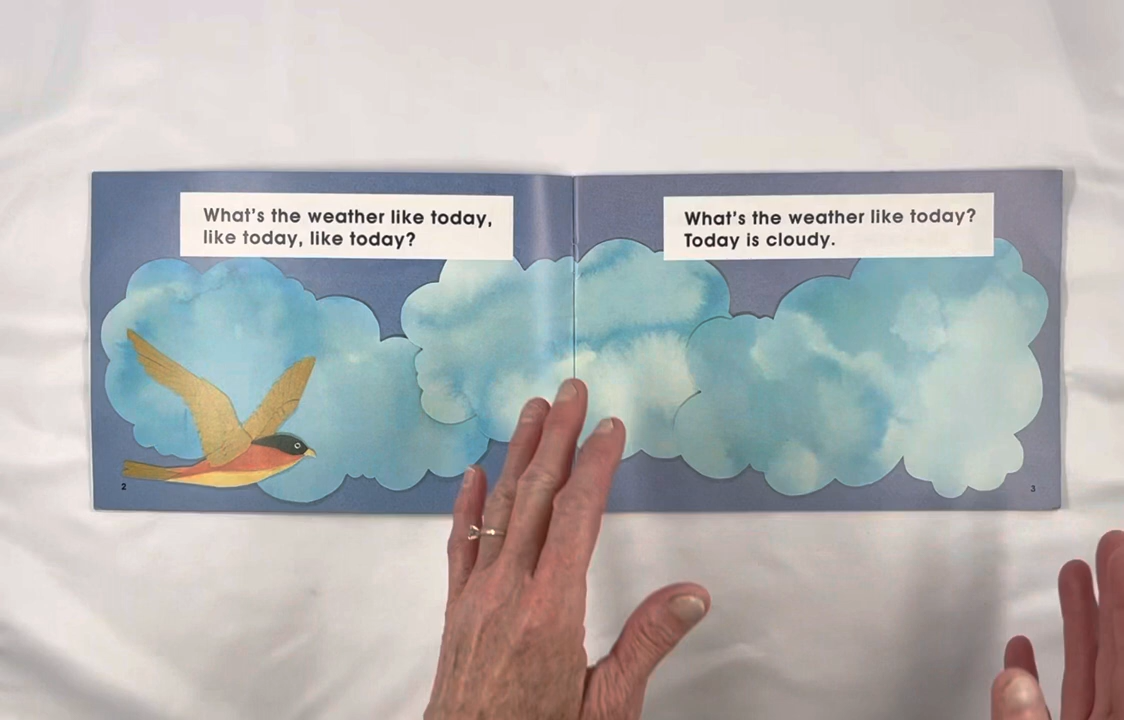 What's the weather like today,
like today, like today?
2
What's the weather like today?
Today is cloudy.
3